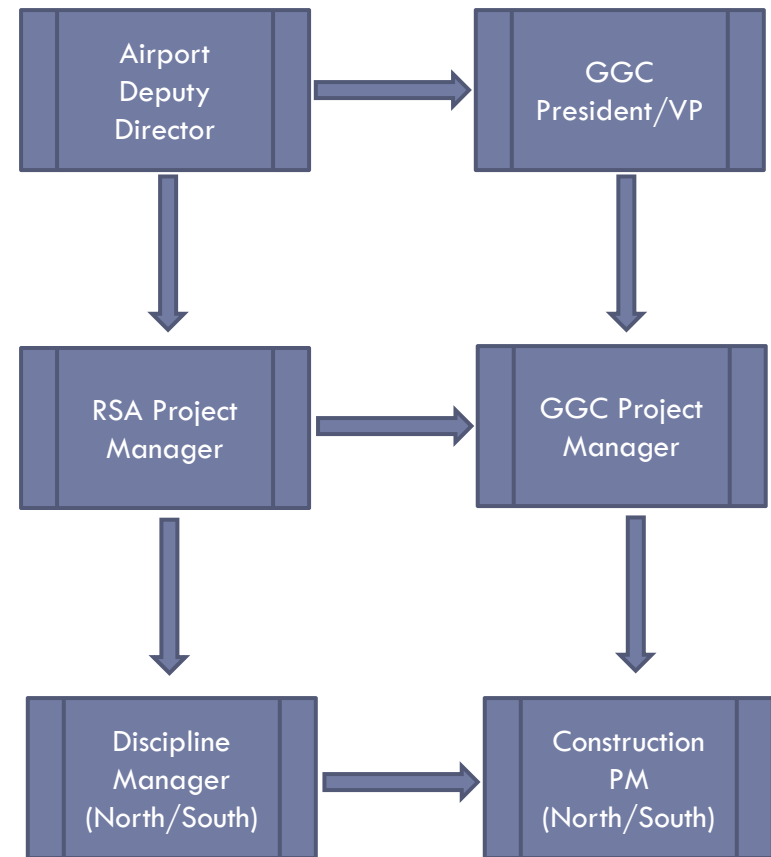 Airport
Deputy
Director
GGC
President/VP
RSA Project
Manager
GGC Project
Manager
Discipline
Manager
(North/South)
Construction
PM
(North/South)